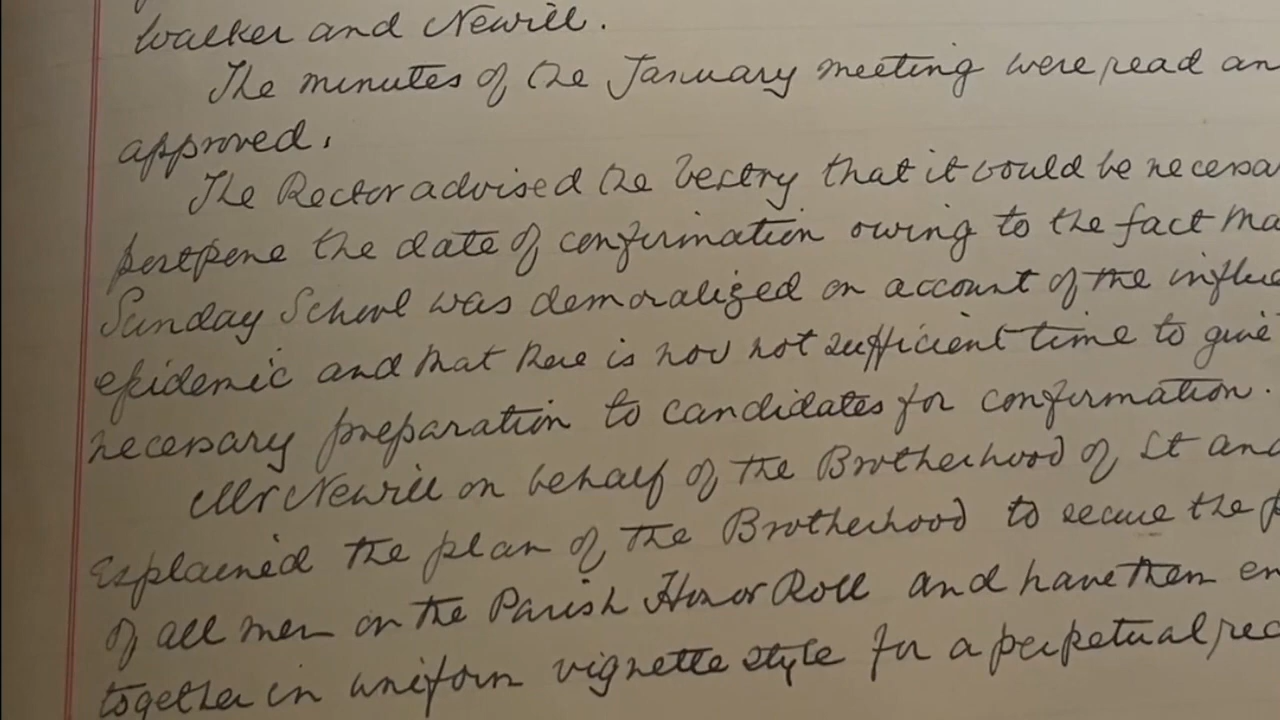 Walker and Newill.
The minutes of the January meeting were read an
approved.
The Rector advised the Vestry that it would be necessa
postpone the date of confirmation owing to the fact tha
Sunday School was demoralized on account of the influe
epidemic and that there is now not sufficient time to give
necessary preparation to candidates for confirmation.
Mr Newill on behalf of the Brotherhood of St And
Explained the plan of the Brotherhood to secure the p
of all men on the Parish Honor Roll and have them en
together in uniform vignette style for a perpetual rec